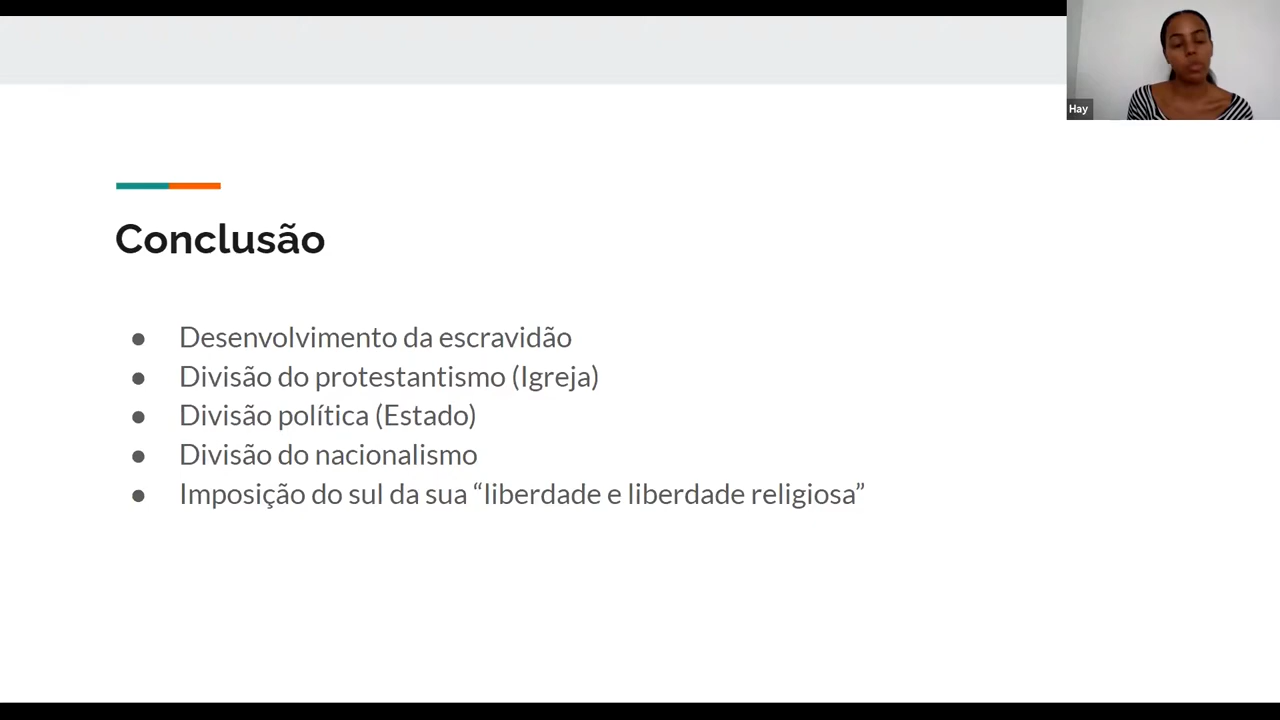 Hay
Conclusão
● Desenvolvimento da escravidão
● Divisão do protestantismo (Igreja)
● Divisão política (Estado)
● Divisão do nacionalismo
● Imposição do sul da sua “liberdade e liberdade religiosa”